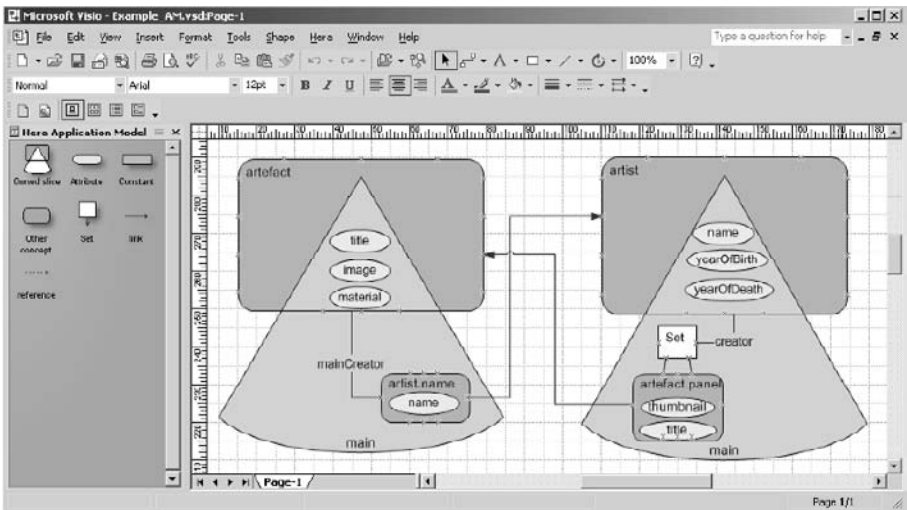 Microsoft Visio - Example_AM.vsd:Page-1
File Edit View Insert Format Tools Shape Hera Window Help
Type a question for help
100%
Normal Arial 12pt B I U A
Hera Application Model
Owned slice Attribute Constant
Other concept Set link
reference
artefact
title
image
material
mainCreator
artist.name
name
main
artist
name
yearOfBirth
yearOfDeath
Set
creator
artefact.panel
thumbnail
title
main
Page-1
Page 1/1